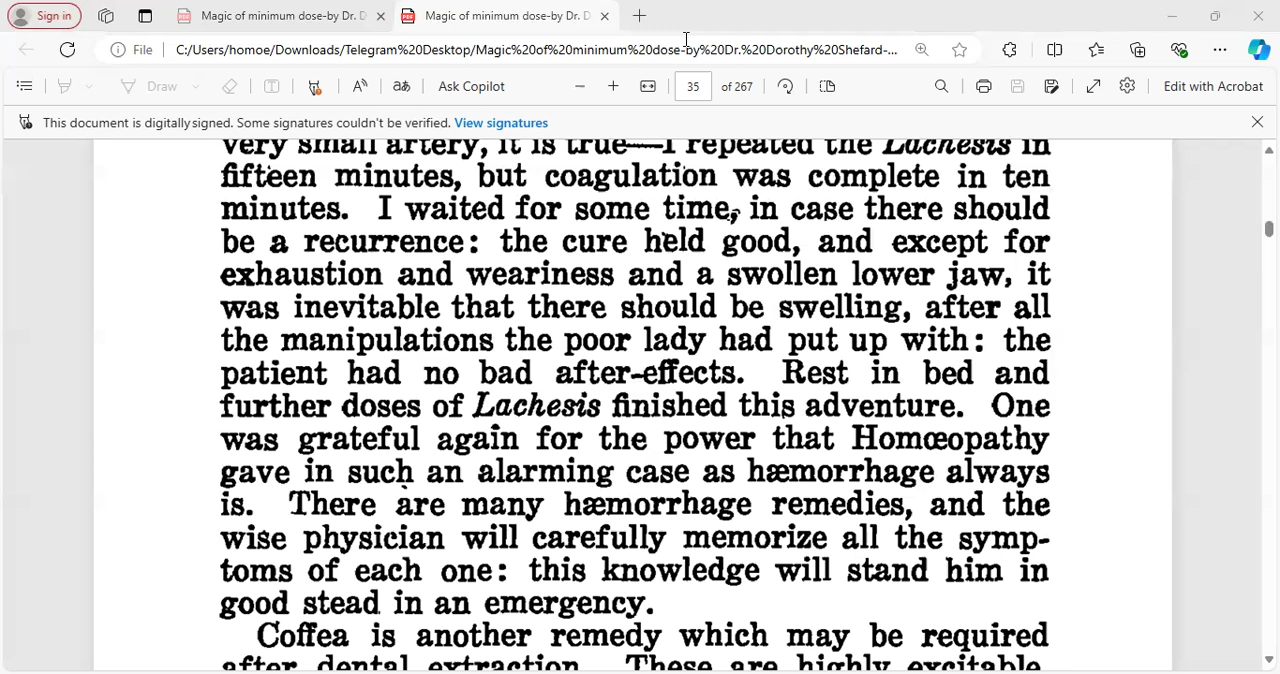 Sign in
Magic of minimum dose-by Dr. D
Magic of minimum dose-by Dr. D
File
C:/Users/homoe/Downloads/Telegram%20Desktop/Magic%20of%20minimum%20dose-by%20Dr.%20Dorothy%20Shefard-...
Draw
aあ
Ask Copilot
35 of 267
Edit with Acrobat
This document is digitally signed. Some signatures couldn't be verified. View signatures
very small artery, it is true—I repeated the Lachesis in
fifteen minutes, but coagulation was complete in ten
minutes. I waited for some time, in case there should
be a recurrence: the cure held good, and except for
exhaustion and weariness and a swollen lower jaw, it
was inevitable that there should be swelling, after all
the manipulations the poor lady had put up with: the
patient had no bad after-effects. Rest in bed and
further doses of Lachesis finished this adventure. One
was grateful again for the power that Homœopathy
gave in such an alarming case as hæmorrhage always
is. There are many hæmorrhage remedies, and the
wise physician will carefully memorize all the symp-
toms of each one: this knowledge will stand him in
good stead in an emergency.
Coffea is another remedy which may be required
after dental extraction. These are highly excitable